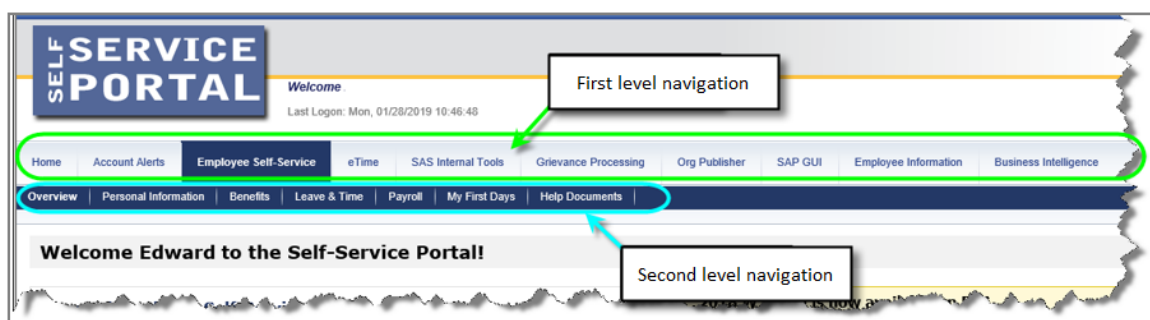 SELF SERVICE PORTAL
Welcome .
Last Logon: Mon, 01/28/2019 10:46:48
First level navigation
Home Account Alerts Employee Self-Service eTime SAS Internal Tools Grievance Processing Org Publisher SAP GUI Employee Information Business Intelligence
Overview Personal Information Benefits Leave & Time Payroll My First Days Help Documents
Welcome Edward to the Self-Service Portal!
Second level navigation
is now